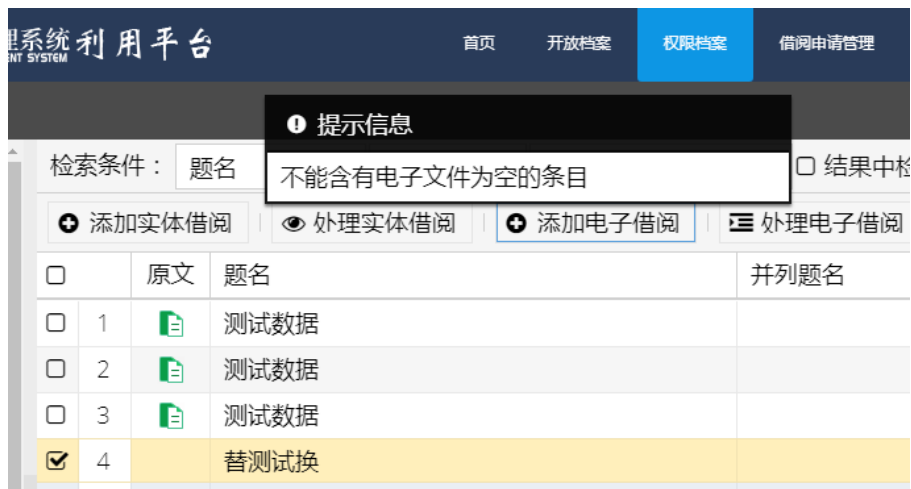 理系统 利用平台 首页 开放档案 权限档案 借阅申请管理
ENT SYSTEM
提示信息
检索条件： 题名 不能含有电子文件为空的条目 结果中检
添加实体借阅 处理实体借阅 添加电子借阅 处理电子借阅
原文 题名 并列题名
1 测试数据
2 测试数据
3 测试数据
4 替测试换